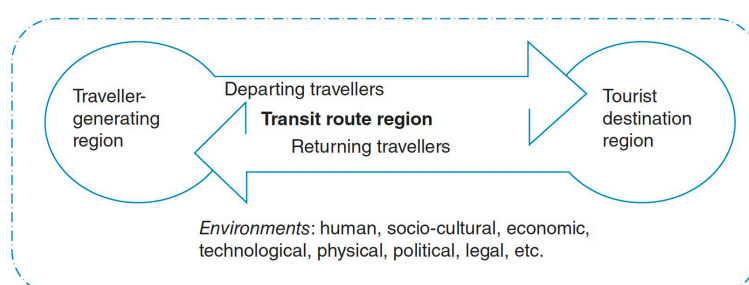 Traveller-
generating
region
Departing travellers
Transit route region
Returning travellers
Tourist
destination
region
Environments: human, socio-cultural, economic,
technological, physical, political, legal, etc.